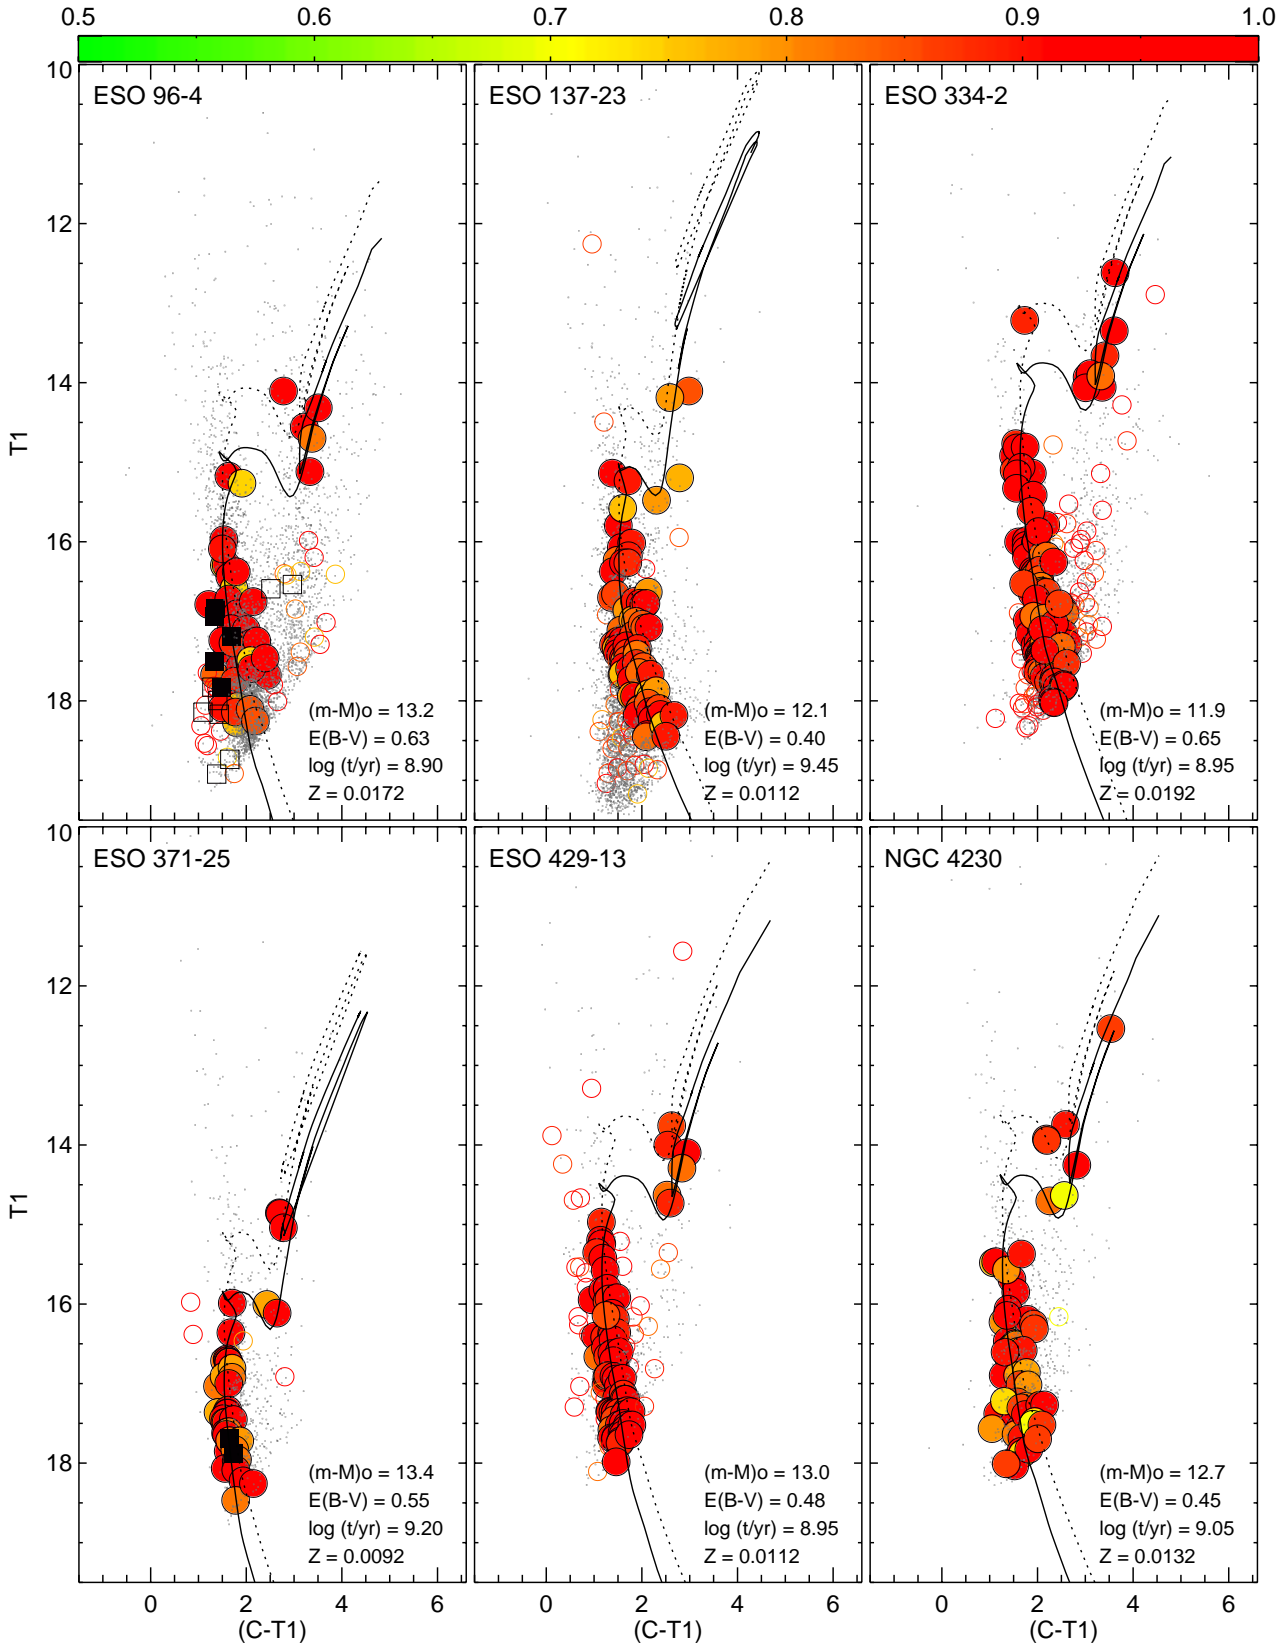 0.5 0.6 0.7 0.8 0.9 1.0
10
ESO 96-4
ESO 137-23
ESO 334-2
12
14
T1
16
18
(m-M)o = 13.2
E(B-V) = 0.63
log (t/yr) = 8.90
Z = 0.0172
(m-M)o = 12.1
E(B-V) = 0.40
log (t/yr) = 9.45
Z = 0.0112
(m-M)o = 11.9
E(B-V) = 0.65
log (t/yr) = 8.95
Z = 0.0192
10
ESO 371-25
ESO 429-13
NGC 4230
12
14
T1
16
18
(m-M)o = 13.4
E(B-V) = 0.55
log (t/yr) = 9.20
Z = 0.0092
(m-M)o = 13.0
E(B-V) = 0.48
log (t/yr) = 8.95
Z = 0.0112
(m-M)o = 12.7
E(B-V) = 0.45
log (t/yr) = 9.05
Z = 0.0132
0 2 4 6 0 2 4 6 0 2 4 6
(C-T1) (C-T1) (C-T1)